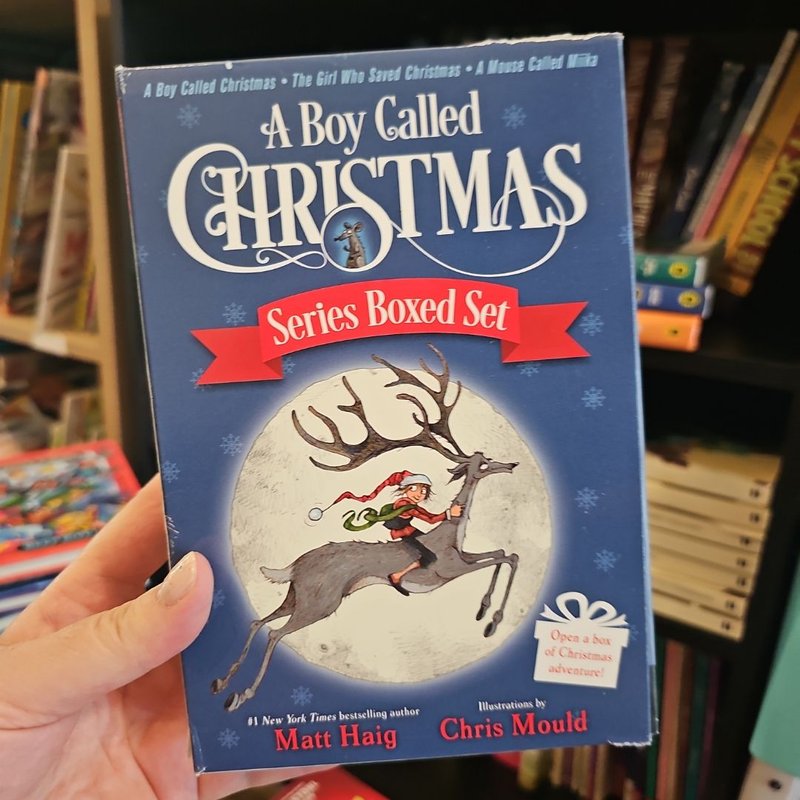 A Boy Called Christmas • The Girl Who Saved Christmas • A Mouse Called Miika
A Boy Called
CHRISTMAS
Series Boxed Set
Open a box
of Christmas
adventure!
#1 New York Times bestselling author
Matt Haig
Illustrations by
Chris Mould
SCHOOL